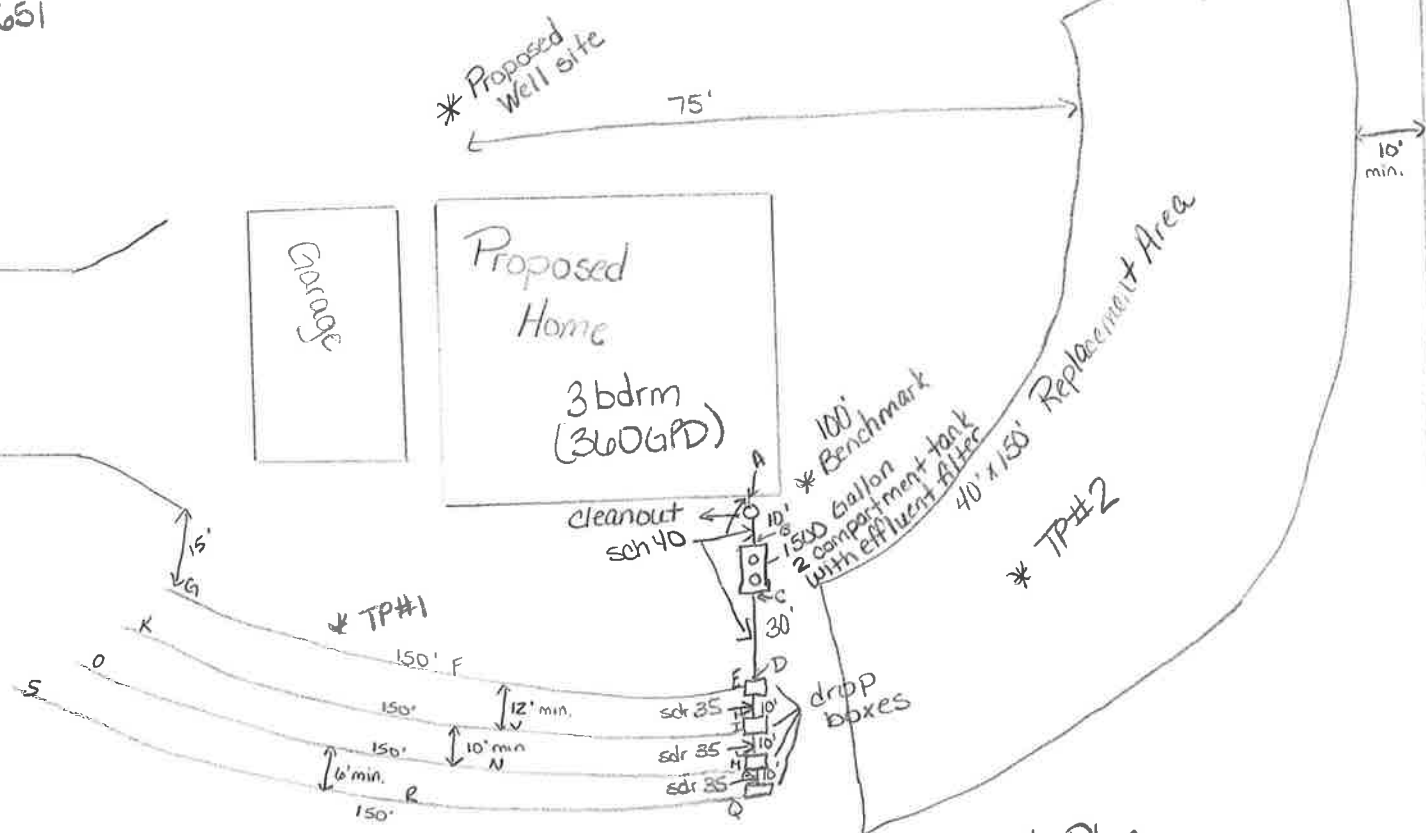 651
* Proposed
Well site
75'
10'
min.
Garage
Proposed
Home
3 bdrm
(360GPD)
100'
* Benchmark
A
cleanout
sch 40
10'
B
1500 Gallon
2 compartment tank
with effluent filter
40' x 150' Replacement Area
* TP#2
C
30'
15'
G
* TP#1
K
150' F
D
E
drop
boxes
O
S
150'
12' min.
sdr 35
10'
I
150'
10' min
N
sdr 35
10'
M
6' min.
R
sdr 35
10'
150'
Q